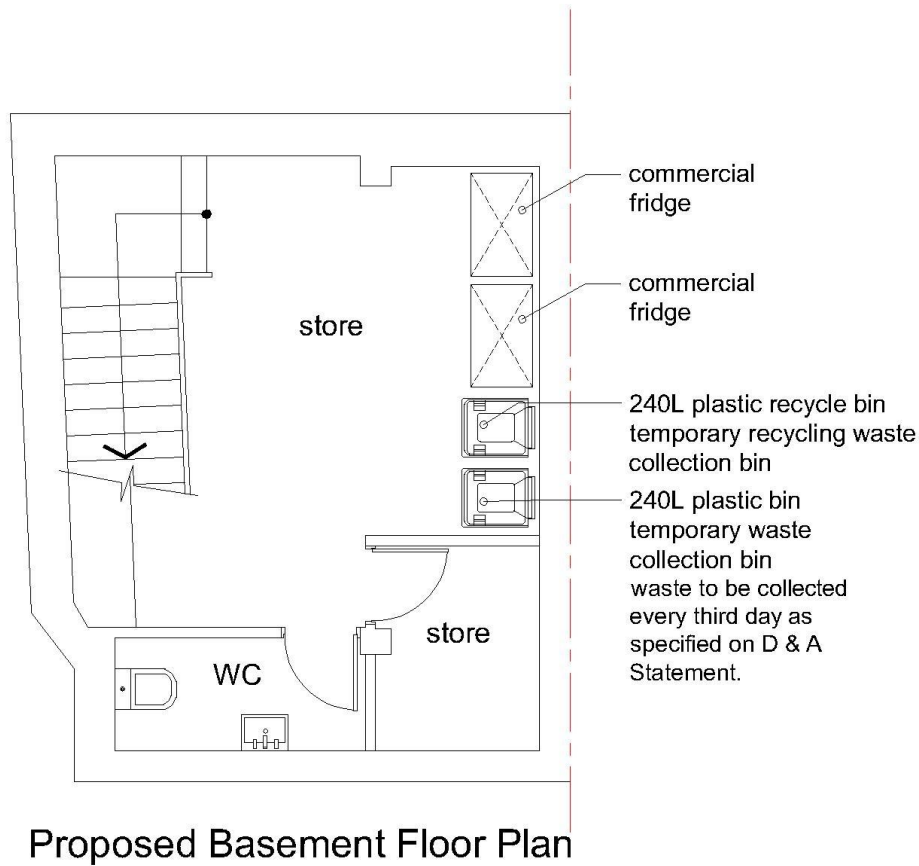 commercial
fridge
commercial
fridge
store
240L plastic recycle bin
temporary recycling waste
collection bin
240L plastic bin
temporary waste
collection bin
waste to be collected
every third day as
specified on D & A
Statement.
store
WC
Proposed Basement Floor Plan